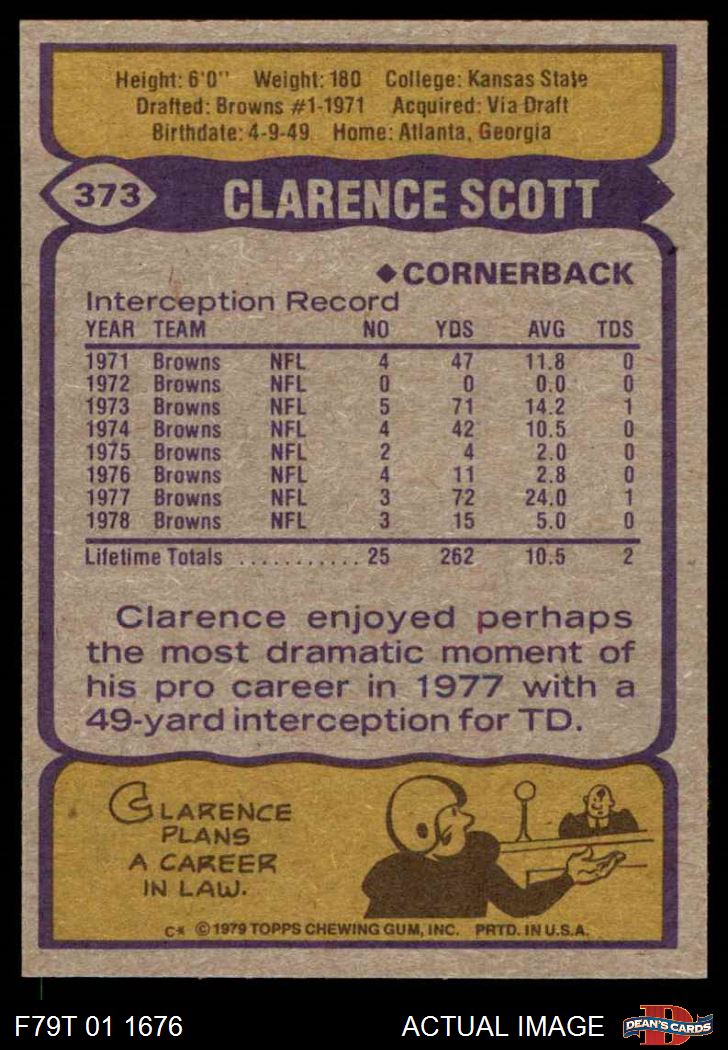 Height: 6'0" Weight: 180 College: Kansas State
Drafted: Browns #1-1971 Acquired: Via Draft
Birthdate: 4-9-49 Home: Atlanta, Georgia
373 CLARENCE SCOTT
◆ CORNERBACK
Interception Record
YEAR TEAM NO YDS AVG TDS
1971 Browns NFL 4 47 11.8 0
1972 Browns NFL 0 0 0.0 0
1973 Browns NFL 5 71 14.2 1
1974 Browns NFL 4 42 10.5 0
1975 Browns NFL 2 4 2.0 0
1976 Browns NFL 4 11 2.8 0
1977 Browns NFL 3 72 24.0 1
1978 Browns NFL 3 15 5.0 0
Lifetime Totals ........... 25 262 10.5 2
Clarence enjoyed perhaps
the most dramatic moment of
his pro career in 1977 with a
49-yard interception for TD.
CLARENCE
PLANS
A CAREER
IN LAW.
C* © 1979 TOPPS CHEWING GUM, INC. PRTD. IN U.S.A.
F79T 01 1676 ACTUAL IMAGE D DEAN'S CARDS